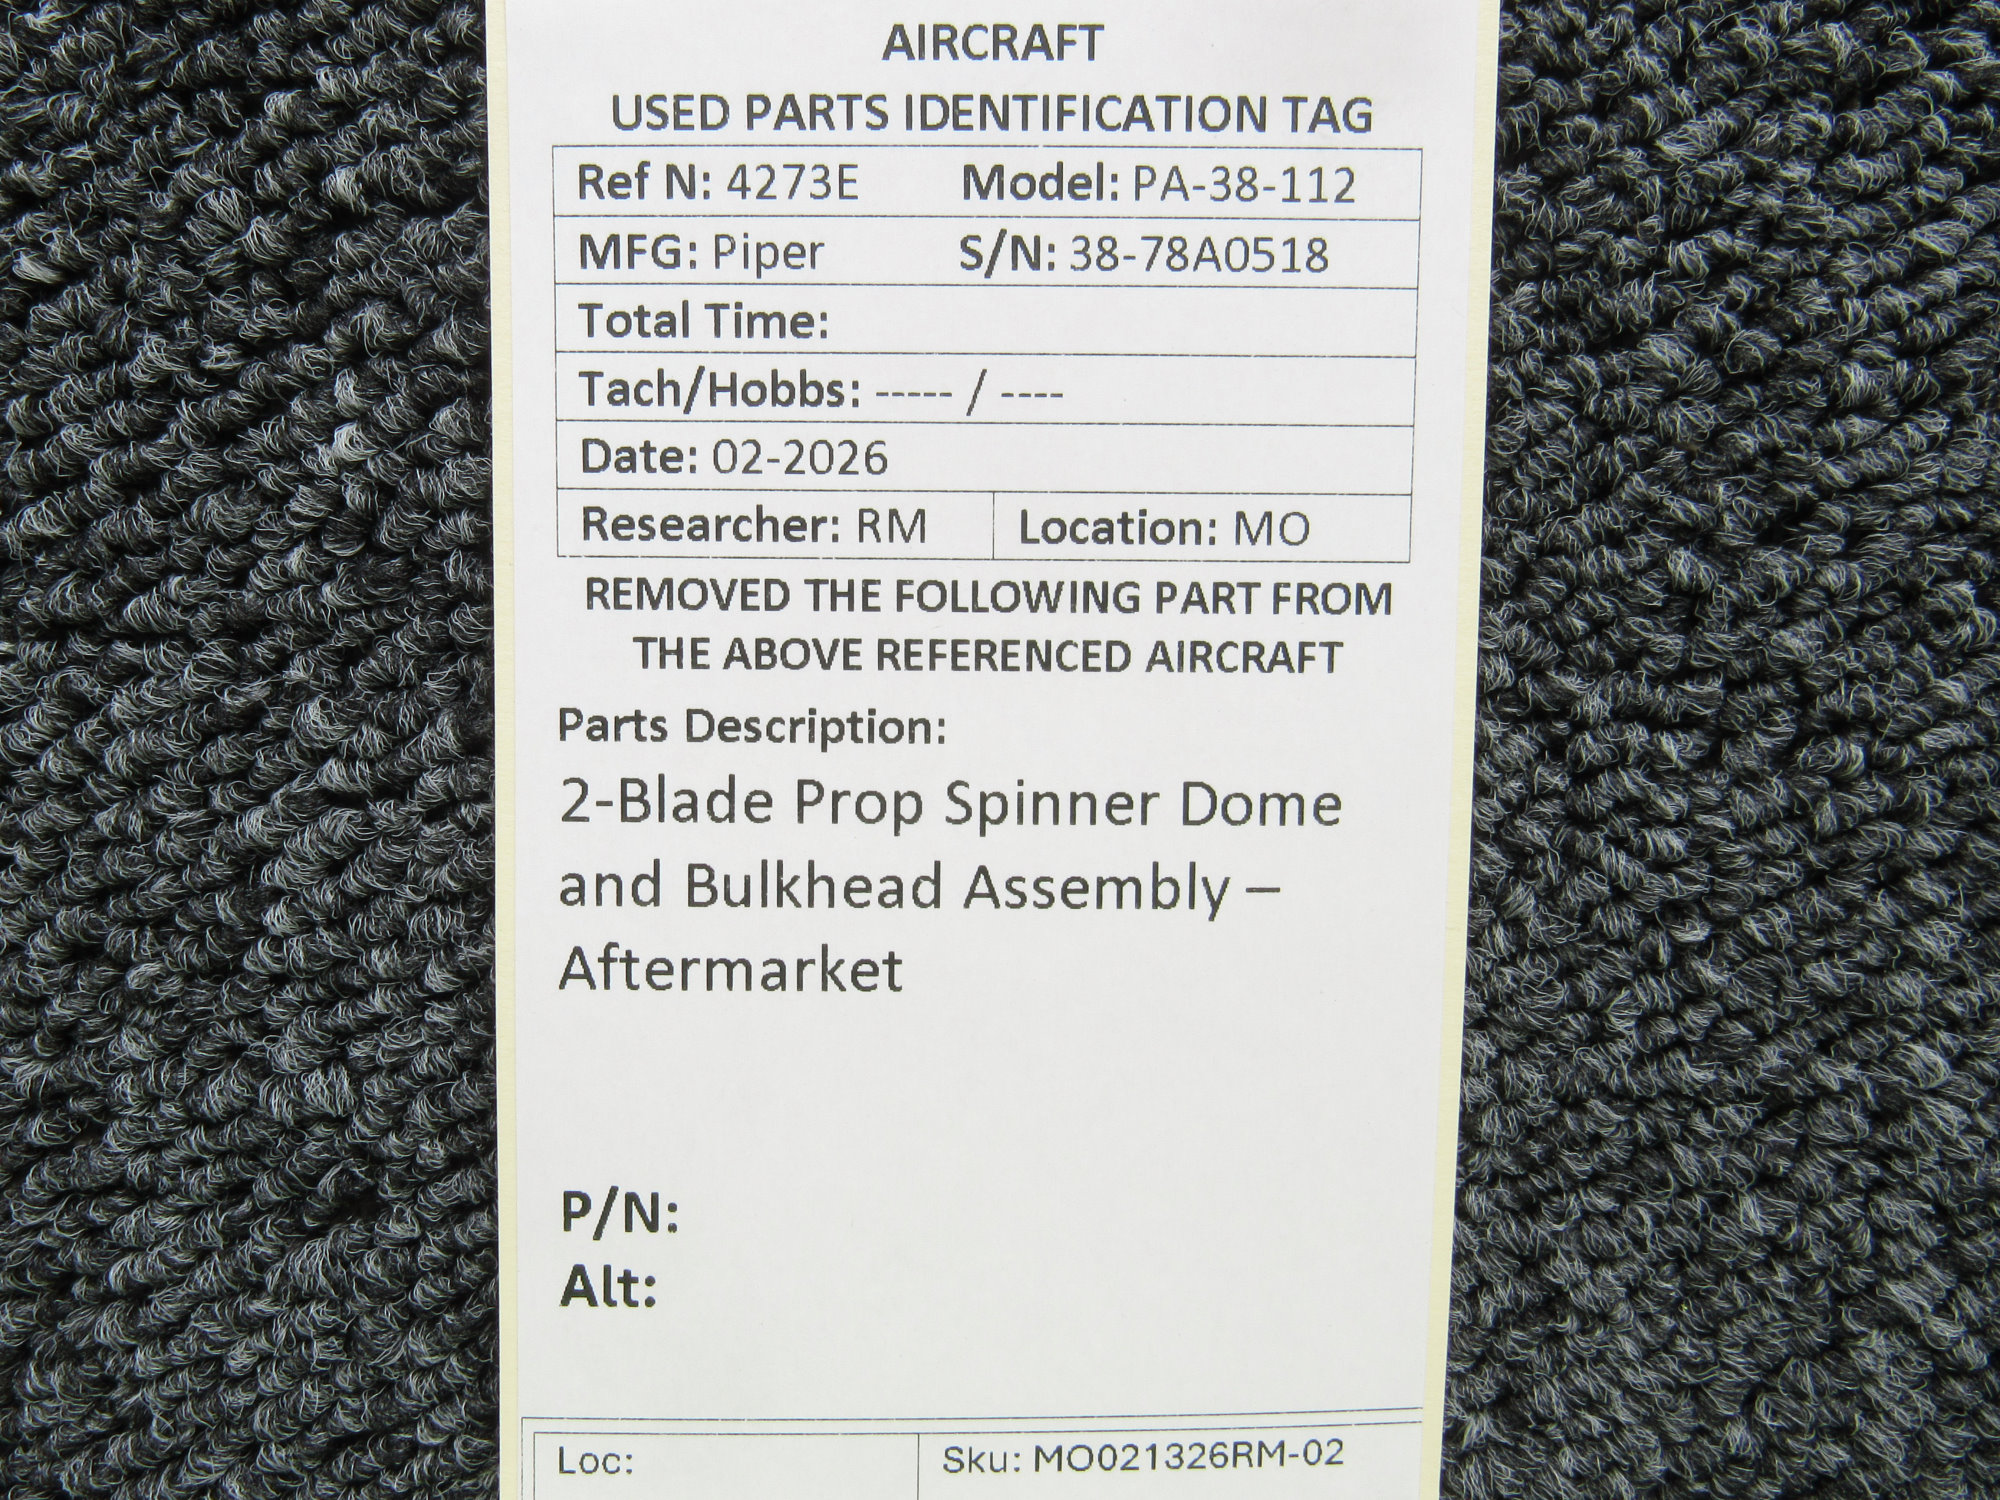 AIRCRAFT
USED PARTS IDENTIFICATION TAG
Ref N: 4273E Model: PA-38-112
MFG: Piper S/N: 38-78A0518
Total Time:
Tach/Hobbs: ----- / ----
Date: 02-2026
Researcher: RM Location: MO
REMOVED THE FOLLOWING PART FROM
THE ABOVE REFERENCED AIRCRAFT
Parts Description:
2-Blade Prop Spinner Dome
and Bulkhead Assembly –
Aftermarket
P/N:
Alt:
Loc: Sku: MO021326RM-02